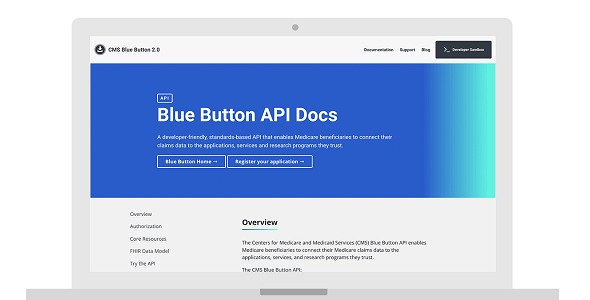 CMS Blue Button 2.0
Documentation Support Blog >_ Developer Sandbox
API
Blue Button API Docs
A developer-friendly, standards-based API that enables Medicare beneficiaries to connect their
claims data to the applications, services and research programs they trust.
Blue Button Home → Register your application →
Overview
Authorization
Core Resources
FHIR Data Model
Try the API
Overview
The Centers for Medicare and Medicaid Services (CMS) Blue Button API enables
Medicare beneficiaries to connect their Medicare claims data to the
applications, services, and research programs they trust.
The CMS Blue Button API: